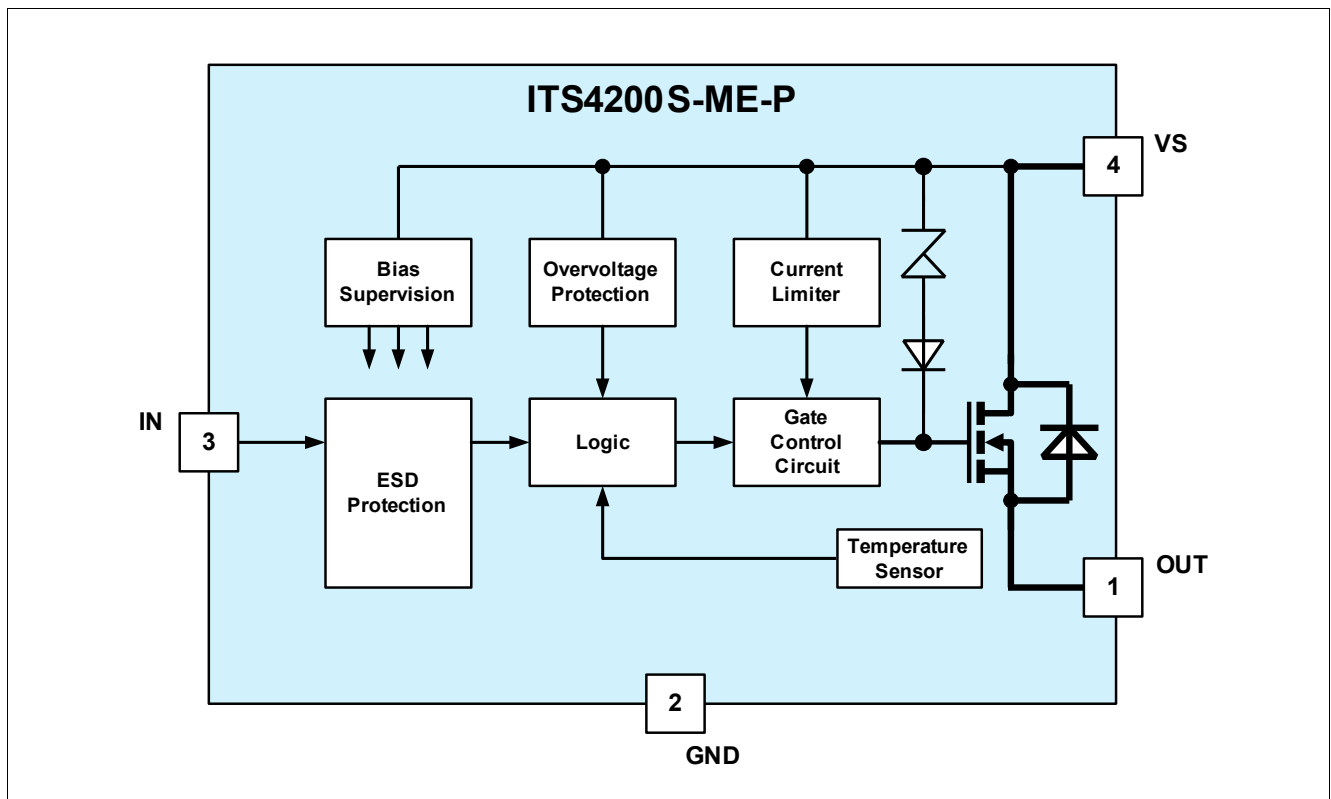 ITS4200S-ME-P
VS
4
Bias
Supervision
Overvoltage
Protection
Current
Limiter
IN
3
ESD
Protection
Logic
Gate
Control
Circuit
Temperature
Sensor
OUT
1
2
GND